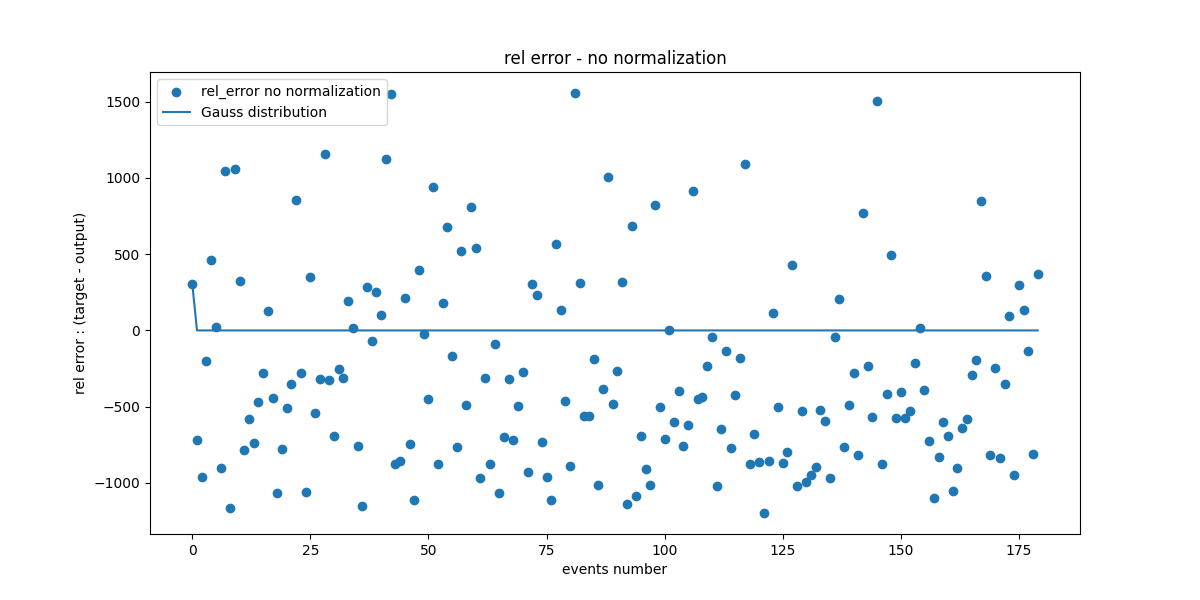 rel error - no normalization
rel_error no normalization
Gauss distribution
rel error : (target - output)
1500
1000
500
0
−500
−1000
0 25 50 75 100 125 150 175
events number